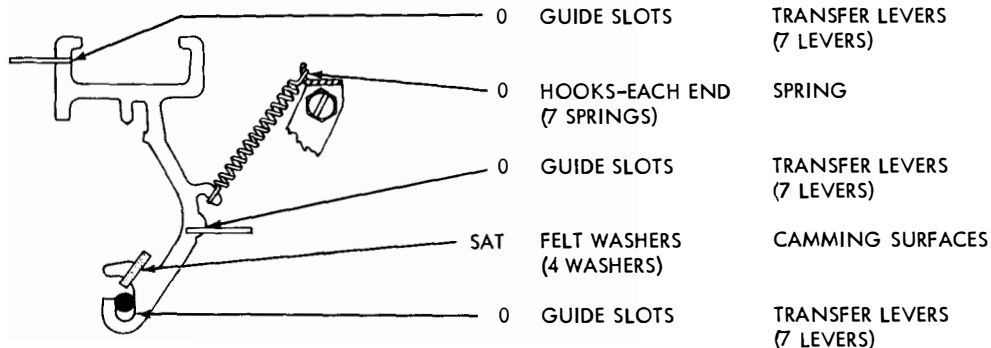 0 GUIDE SLOTS TRANSFER LEVERS
(7 LEVERS)
0 HOOKS-EACH END SPRING
(7 SPRINGS)
0 GUIDE SLOTS TRANSFER LEVERS
(7 LEVERS)
SAT FELT WASHERS CAMMING SURFACES
(4 WASHERS)
0 GUIDE SLOTS TRANSFER LEVERS
(7 LEVERS)